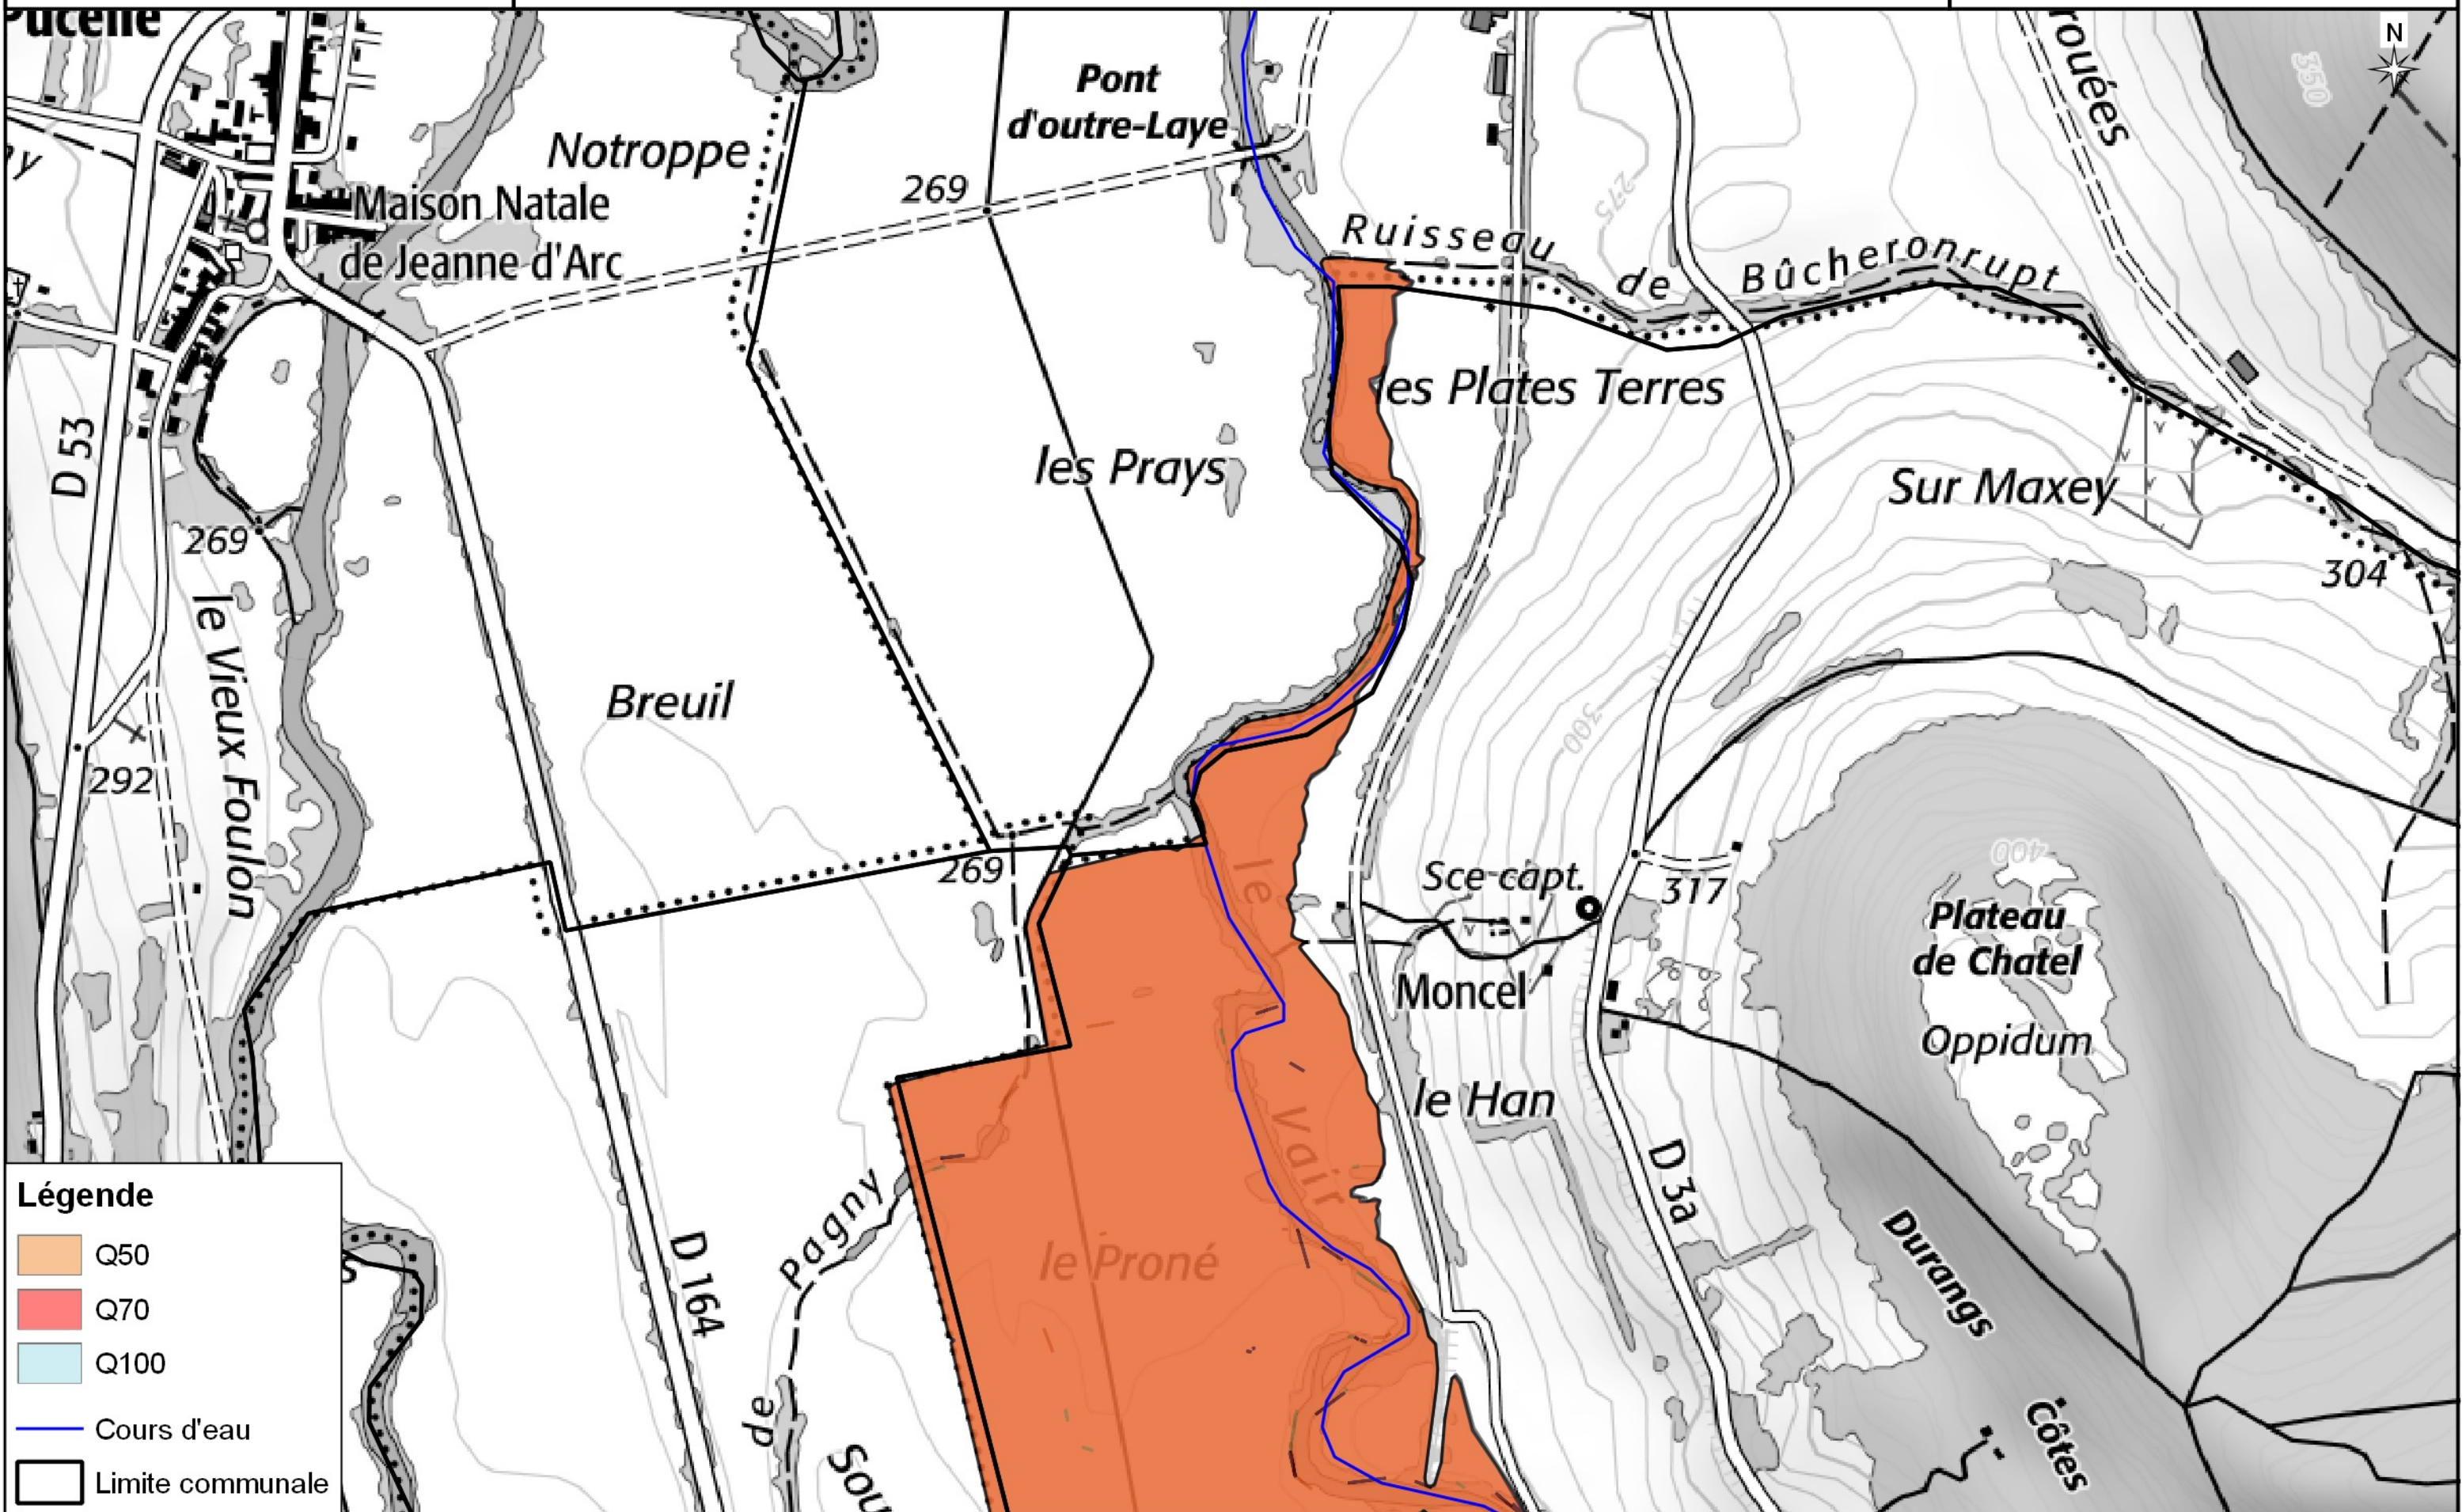 Pucelle
rouées
N
350
Pont
d'outre-Laye
Notroppe
269
Maison Natale
de Jeanne d'Arc
275
Ruisseau de Bûcheronrupt
les Plates Terres
D 53
les Prays
Sur Maxey
269
304
le Vieux Foulon
Breuil
300
292
269
Sce-capt.
317
400
Plateau
de Chatel
Oppidum
le Vair
Moncel
le Han
D 3a
Pagny
de
le Proné
D 164
Durangs
Côtes
Sou
Légende
Q50
Q70
Q100
Cours d'eau
Limite communale